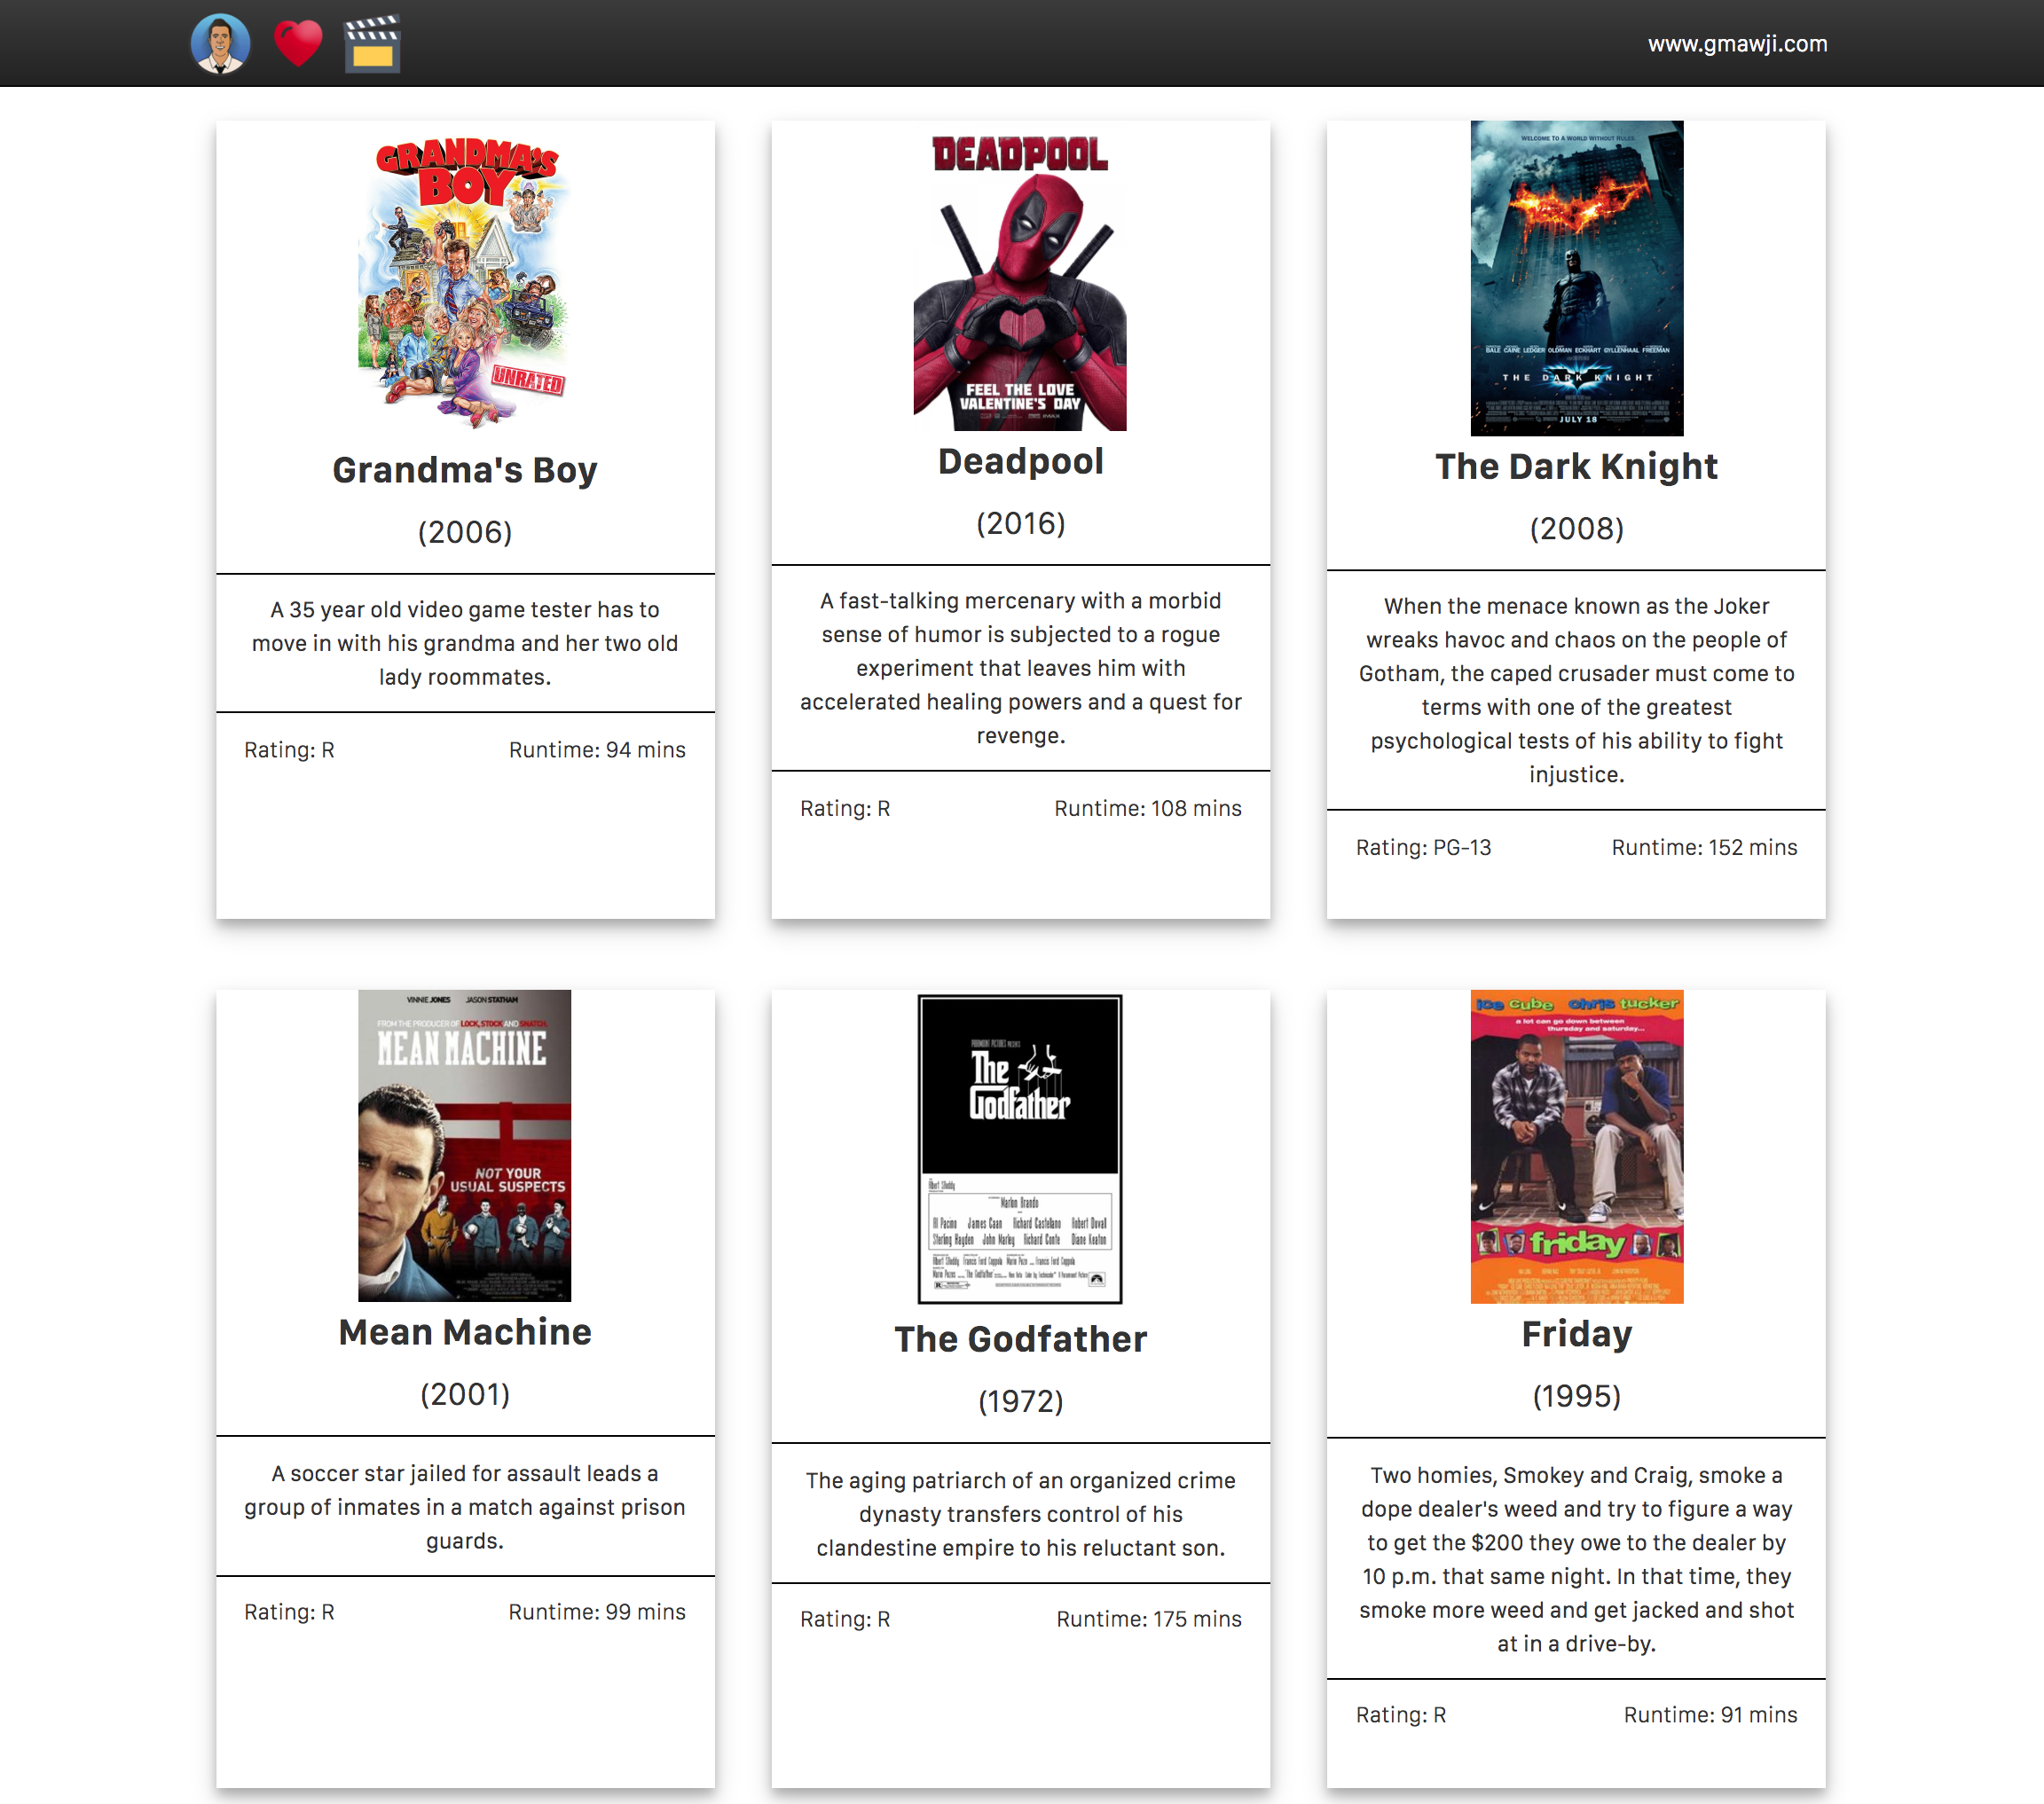 www.gmawji.com
GRANDMA'S
BOY
UNRATED
Grandma's Boy
(2006)
A 35 year old video game tester has to
move in with his grandma and her two old
lady roommates.
Rating: R Runtime: 94 mins
DEADPOOL
FEEL THE LOVE
VALENTINE'S DAY
Deadpool
(2016)
A fast-talking mercenary with a morbid
sense of humor is subjected to a rogue
experiment that leaves him with
accelerated healing powers and a quest for
revenge.
Rating: R Runtime: 108 mins
WELCOME TO A WORLD WITHOUT RULES
BALE CAINE LEDGER OLDMAN ECKHART GYLLENHAAL FREEMAN
THE DARK KNIGHT
JULY 18
The Dark Knight
(2008)
When the menace known as the Joker
wreaks havoc and chaos on the people of
Gotham, the caped crusader must come to
terms with one of the greatest
psychological tests of his ability to fight
injustice.
Rating: PG-13 Runtime: 152 mins
VINNIE JONES JASON STATHAM
FROM THE PRODUCER OF LOCK, STOCK AND SNATCH
MEAN MACHINE
NOT YOUR
USUAL SUSPECTS
Mean Machine
(2001)
A soccer star jailed for assault leads a
group of inmates in a match against prison
guards.
Rating: R Runtime: 99 mins
PARAMOUNT PICTURES PRESENTS
The
Godfather
Albert S. Ruddy
Marlon Brando
Al Pacino James Caan Richard Castellano Robert Duvall
Sterling Hayden John Marley Richard Conte Diane Keaton
The Godfather
(1972)
The aging patriarch of an organized crime
dynasty transfers control of his
clandestine empire to his reluctant son.
Rating: R Runtime: 175 mins
ice cube chris tucker
a lot can go down between
thursday and saturday...
friday
Friday
(1995)
Two homies, Smokey and Craig, smoke a
dope dealer's weed and try to figure a way
to get the $200 they owe to the dealer by
10 p.m. that same night. In that time, they
smoke more weed and get jacked and shot
at in a drive-by.
Rating: R Runtime: 91 mins